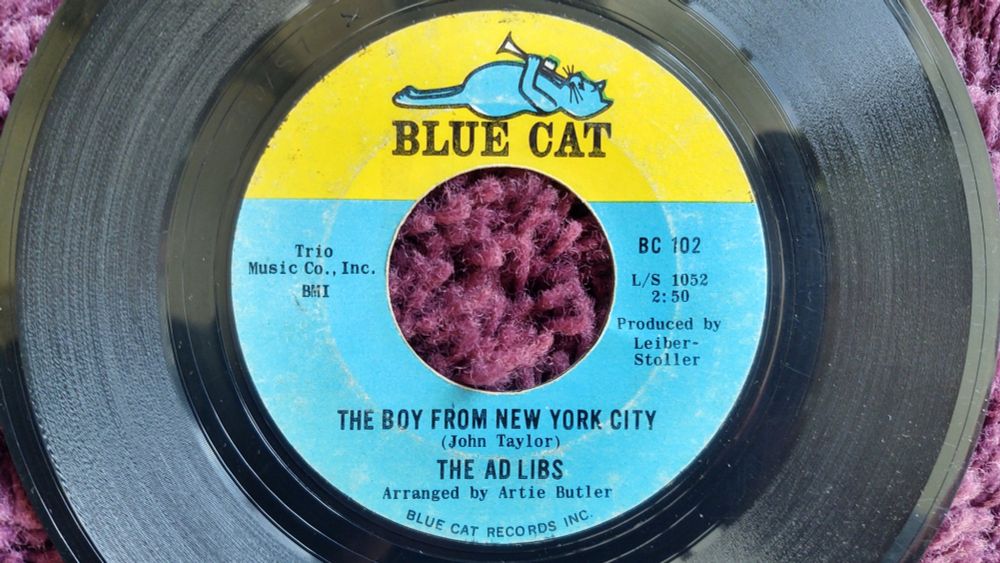 BLUE CAT
Trio
Music Co., Inc.
BMI
BC 102
L/S 1052
2:50
Produced by
Leiber-
Stoller
THE BOY FROM NEW YORK CITY
(John Taylor)
THE AD LIBS
Arranged by Artie Butler
BLUE CAT RECORDS INC.